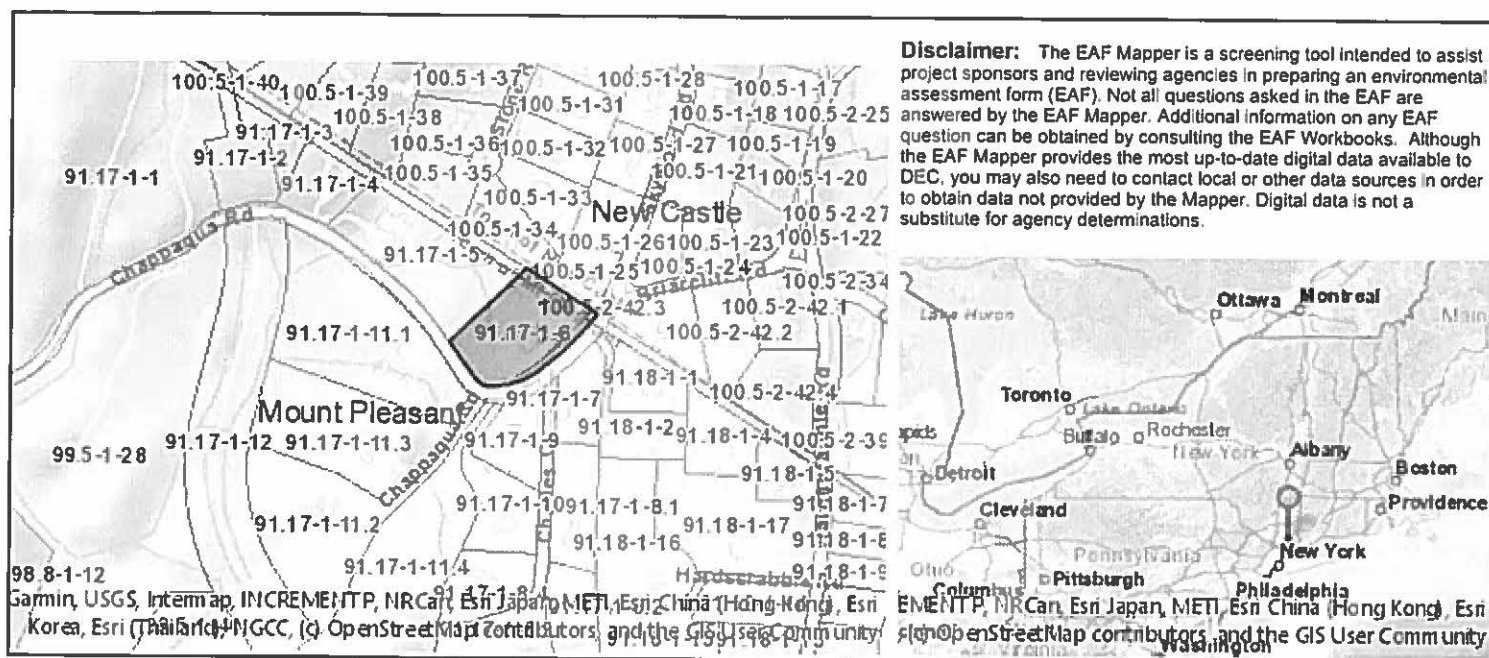 Disclaimer: The EAF Mapper is a screening tool intended to assist
project sponsors and reviewing agencies in preparing an environmental
assessment form (EAF). Not all questions asked in the EAF are
answered by the EAF Mapper. Additional information on any EAF
question can be obtained by consulting the EAF Workbooks. Although
the EAF Mapper provides the most up-to-date digital data available to
DEC, you may also need to contact local or other data sources in order
to obtain data not provided by the Mapper. Digital data is not a
substitute for agency determinations.
100.5-1-40
100.5-1-39
100.5-1-37
100.5-1-28
100.5-1-17
100.5-1-38
100.5-1-31
100.5-1-18
100.5-2-25
91.17-1-3
100.5-1-36
100.5-1-32
100.5-1-27
100.5-1-19
91.17-1-2
100.5-1-35
100.5-1-21
100.5-1-20
91.17-1-1
91.17-1-4
100.5-1-33
New Castle
100.5-2-27
Chappaqua Rd
100.5-1-34
100.5-1-26
100.5-1-23
100.5-1-22
91.17-1-5
100.5-1-25
100.5-1-24
100.5-2-34
100.5-2-42.3
100.5-2-42.1
91.17-1-11.1
91.17-1-6
100.5-2-42.2
91.18-1-1
100.5-2-42.4
Mount Pleasant
91.17-1-7
Chappaqua Rd
91.17-1-12
91.17-1-11.3
91.17-1-9
91.18-1-2
91.18-1-4
100.5-2-39
99.5-1-28
91.18-1-5
91.17-1-10
91.17-1-8.1
91.18-1-7
91.17-1-11.2
91.18-1-17
91.18-1-16
91.18-1-8
91.17-1-11.4
Hardscrabble
91.18-1-9
98.8-1-12
Garmin, USGS, Intermap, INCREMENT P, NRCan, Esri Japan, METI, Esri China (Hong Kong), Esri
Korea, Esri (Thailand), NGCC, (c) OpenStreetMap contributors, and the GIS User Community
Ottawa
Montreal
Lake Huron
Main
Toronto
Lake Ontario
Buffalo
Rochester
New York
Albany
Detroit
Boston
Providence
Cleveland
New York
Pennsylvania
Ohio
Columbus
Pittsburgh
Philadelphia
EMENT P, NRCan, Esri Japan, METI, Esri China (Hong Kong), Esri
OpenStreetMap contributors, and the GIS User Community
Washington
Virginia